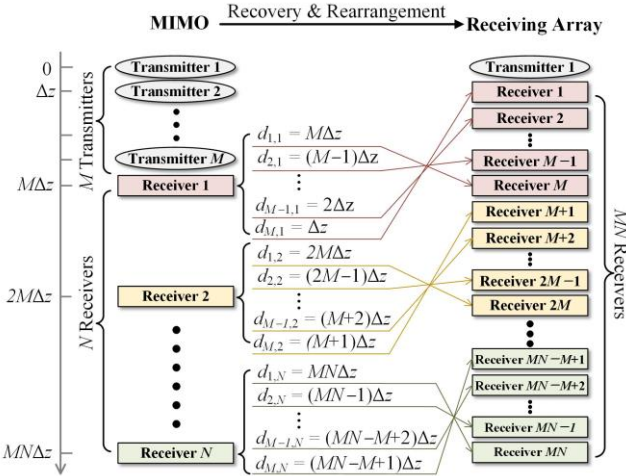 MIMO
Recovery & Rearrangement
Receiving Array
0
Δz
MΔz
2MΔz
MNΔz
M Transmitters
N Receivers
Transmitter 1
Transmitter 2
Transmitter M
Receiver 1
Receiver 2
Receiver N
d1,1 = MΔz
d2,1 = (M−1)Δz
dM−1,1 = 2Δz
dM,1 = Δz
d1,2 = 2MΔz
d2,2 = (2M−1)Δz
dM−1,2 = (M+2)Δz
dM,2 = (M+1)Δz
d1,N = MNΔz
d2,N = (MN−1)Δz
dM−1,N = (MN−M+2)Δz
dM,N = (MN−M+1)Δz
Transmitter 1
Receiver 1
Receiver 2
Receiver M−1
Receiver M
Receiver M+1
Receiver M+2
Receiver 2M−1
Receiver 2M
Receiver MN−M+1
Receiver MN−M+2
Receiver MN−1
Receiver MN
MN Receivers